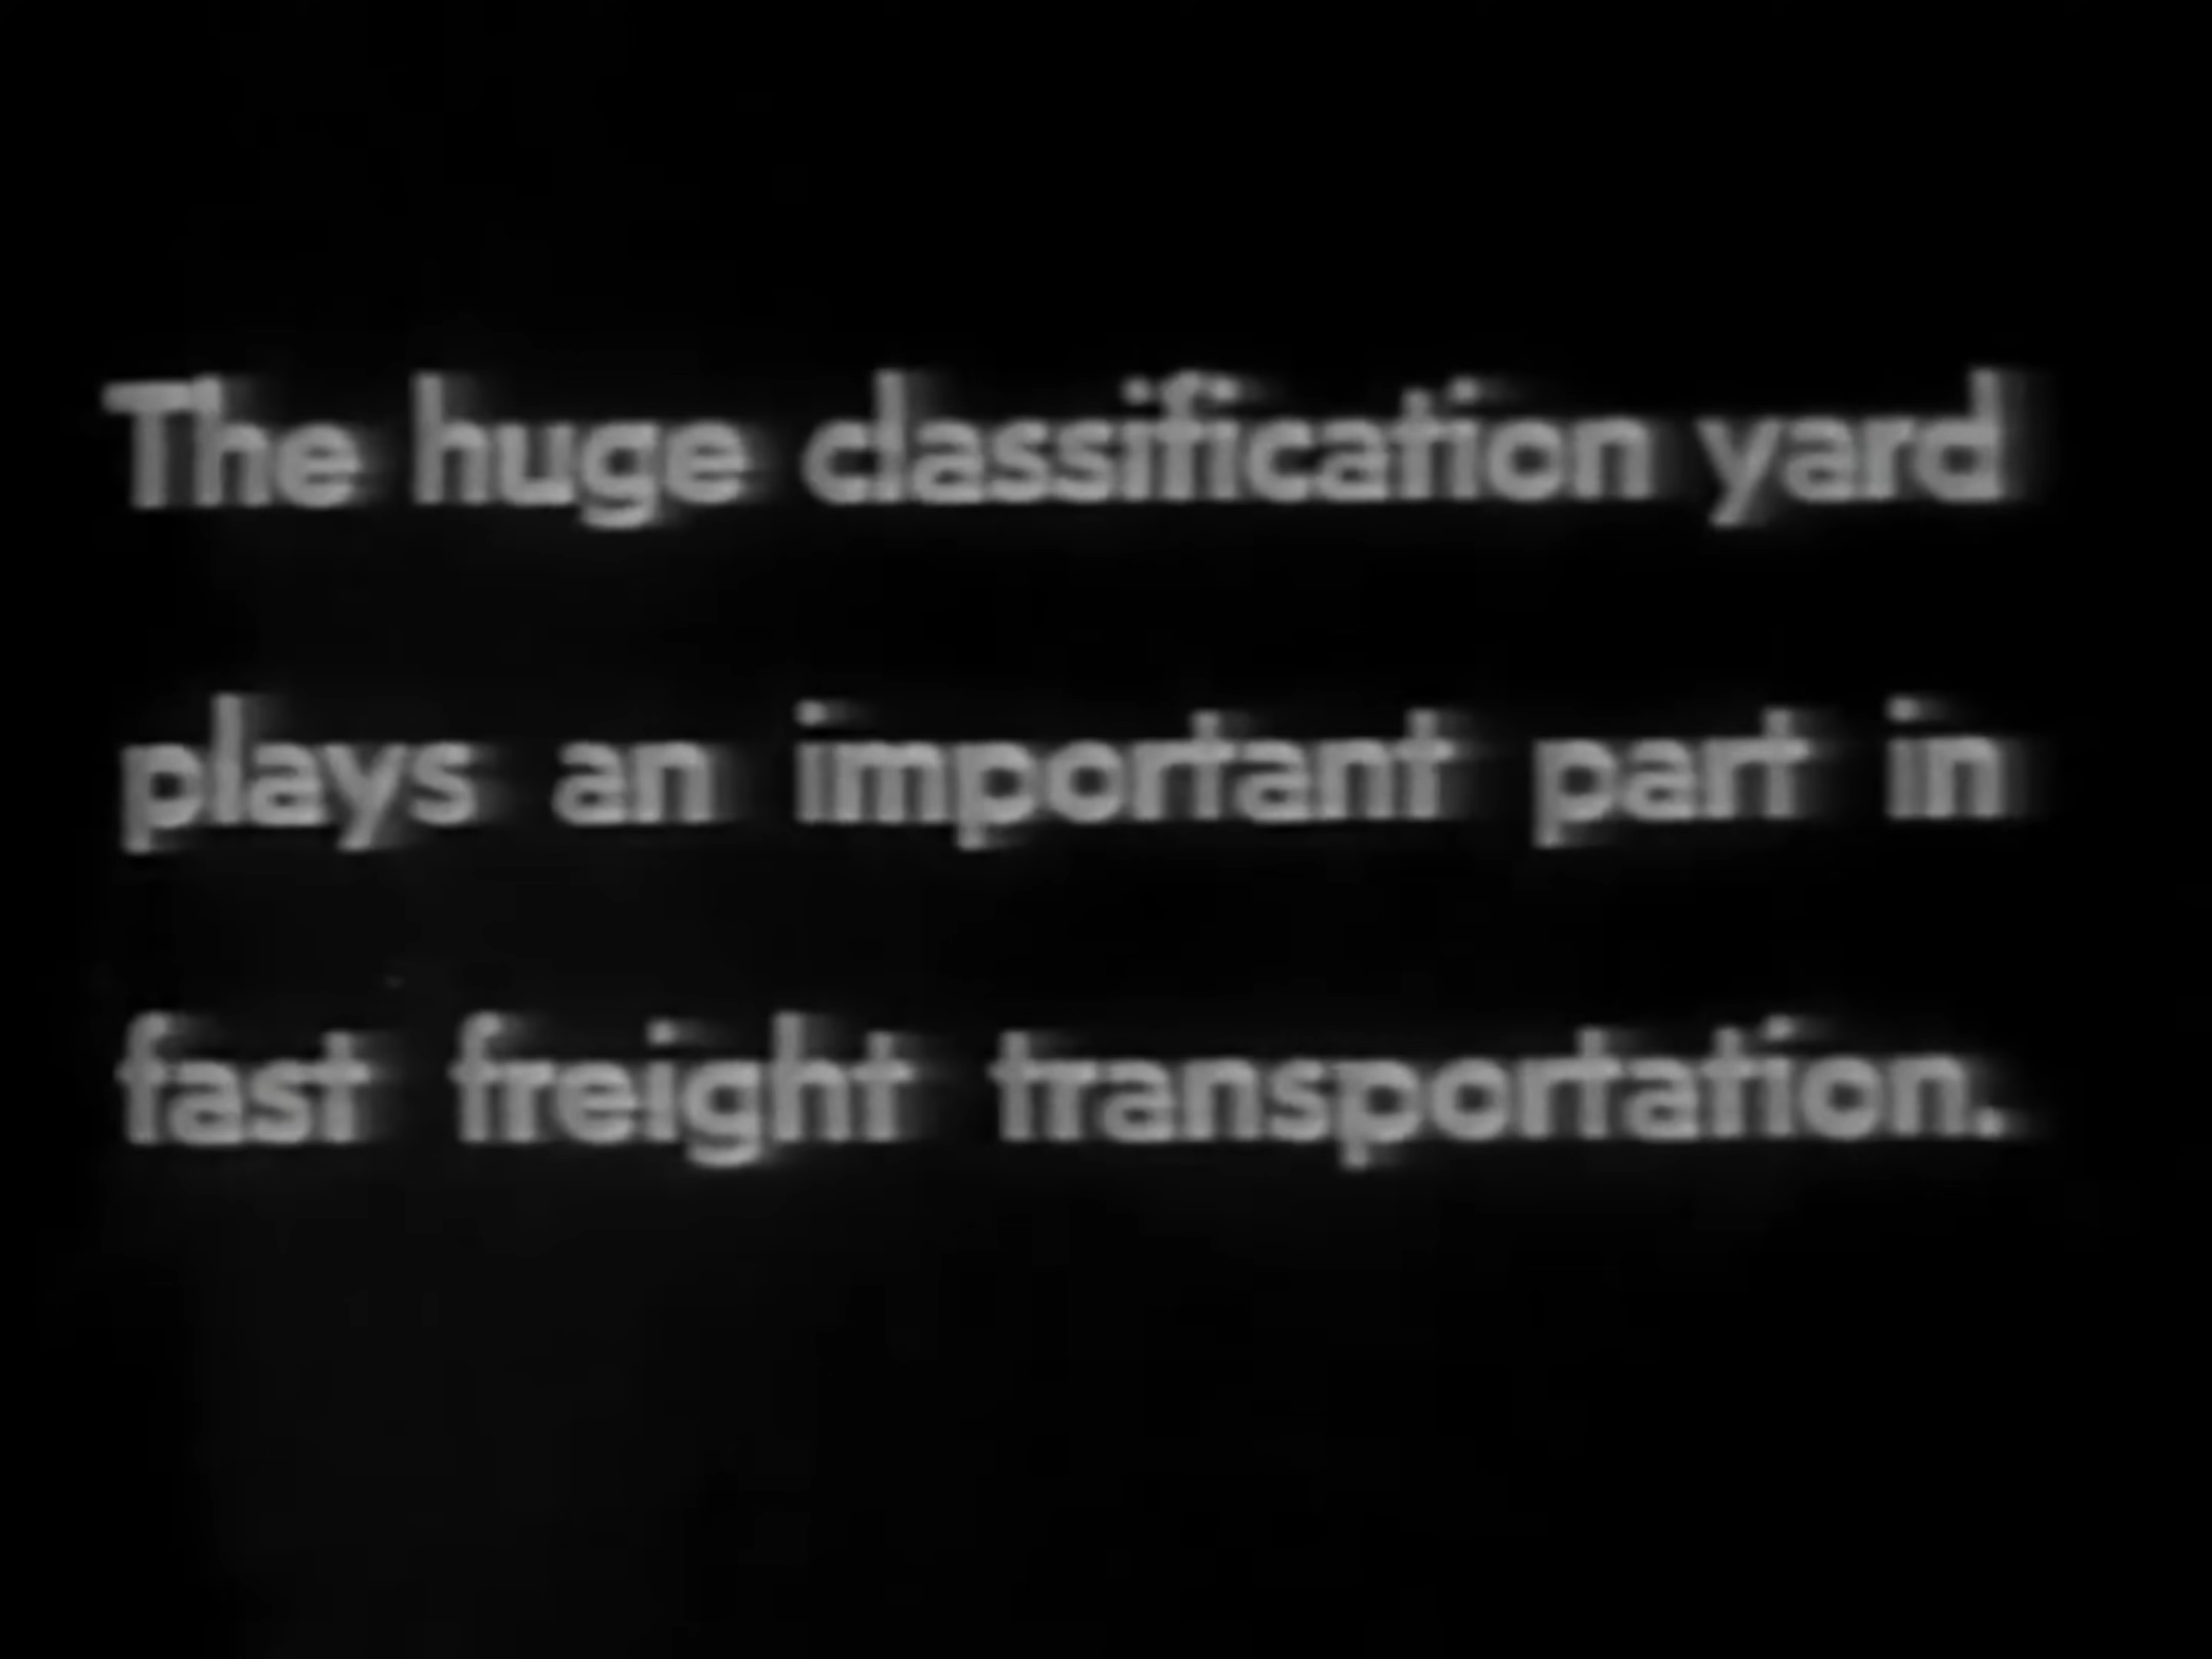 The huge classification yard
plays an important part in
fast freight transportation.